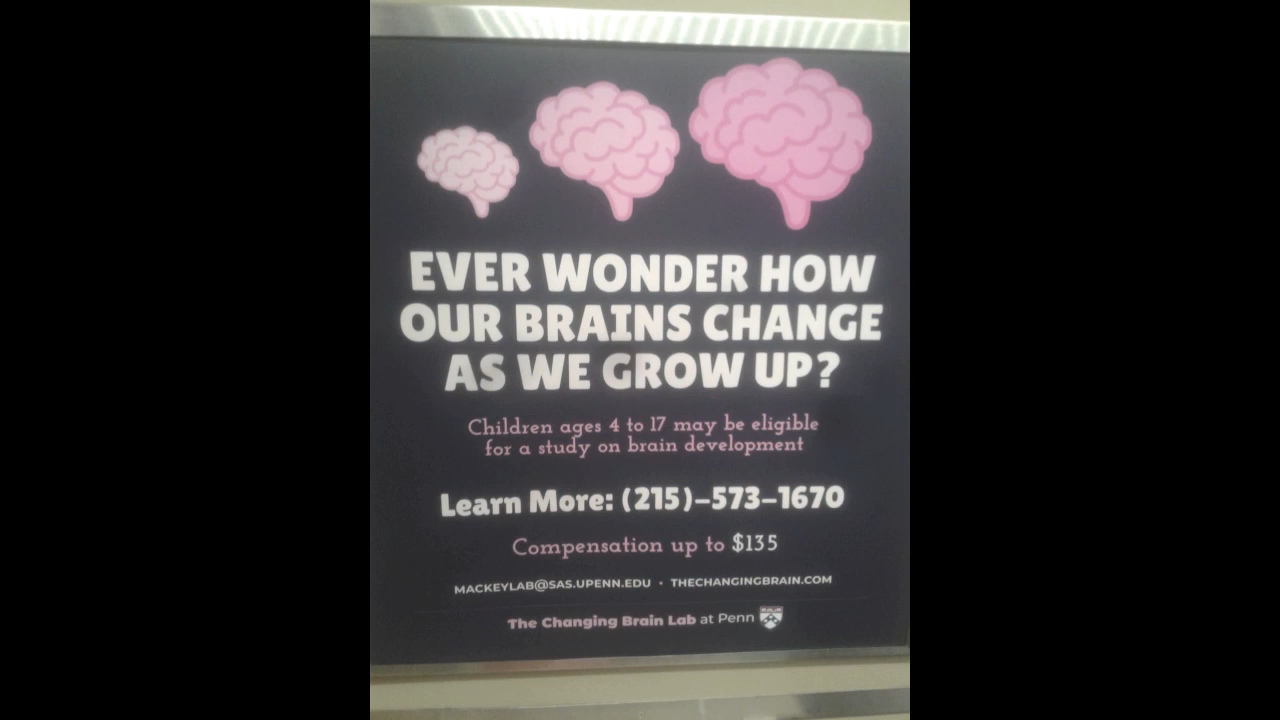 EVER WONDER HOW
OUR BRAINS CHANGE
AS WE GROW UP?
Children ages 4 to 17 may be eligible
for a study on brain development
Learn More: (215)-573-1670
Compensation up to $135
MACKEYLAB@SAS.UPENN.EDU • THECHANGINGBRAIN.COM
The Changing Brain Lab at Penn